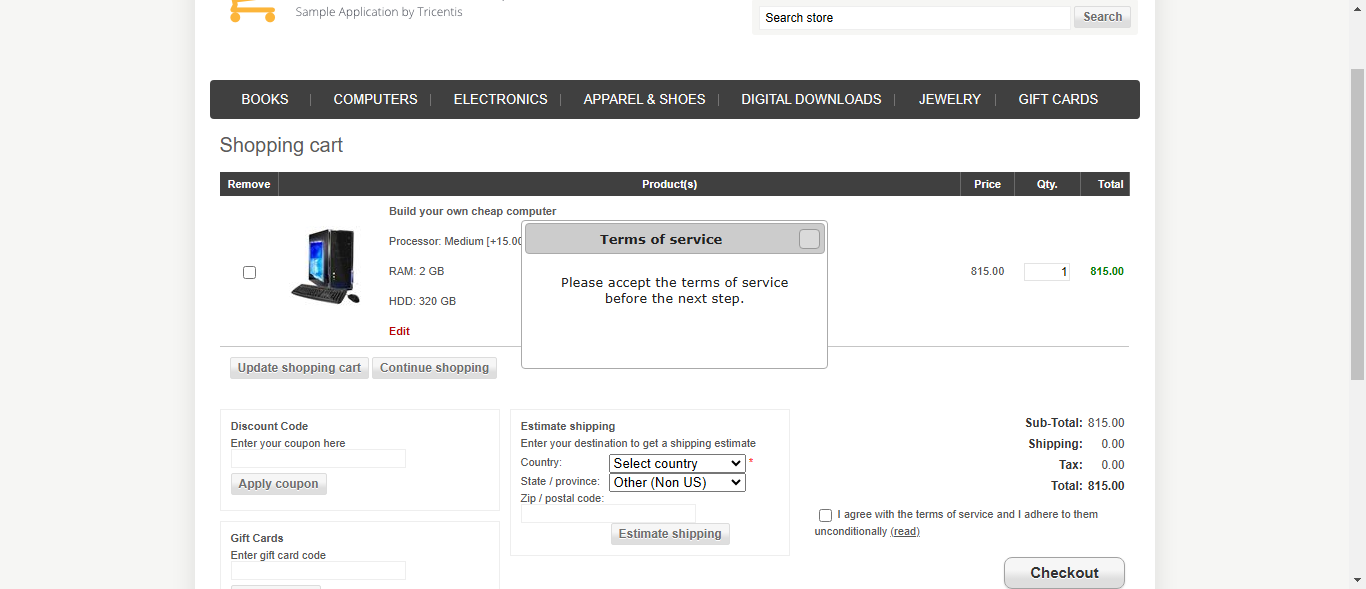 Sample Application by Tricentis
Search store
Search
BOOKS COMPUTERS ELECTRONICS APPAREL & SHOES DIGITAL DOWNLOADS JEWELRY GIFT CARDS
Shopping cart
Remove Product(s) Price Qty. Total
Build your own cheap computer
Processor: Medium [+15.00
RAM: 2 GB
HDD: 320 GB
Edit
815.00 1 815.00
Terms of service
Please accept the terms of service
before the next step.
Update shopping cart Continue shopping
Discount Code
Enter your coupon here
Apply coupon
Gift Cards
Enter gift card code
Estimate shipping
Enter your destination to get a shipping estimate
Country: Select country *
State / province: Other (Non US)
Zip / postal code:
Estimate shipping
Sub-Total: 815.00
Shipping: 0.00
Tax: 0.00
Total: 815.00
I agree with the terms of service and I adhere to them
unconditionally (read)
Checkout